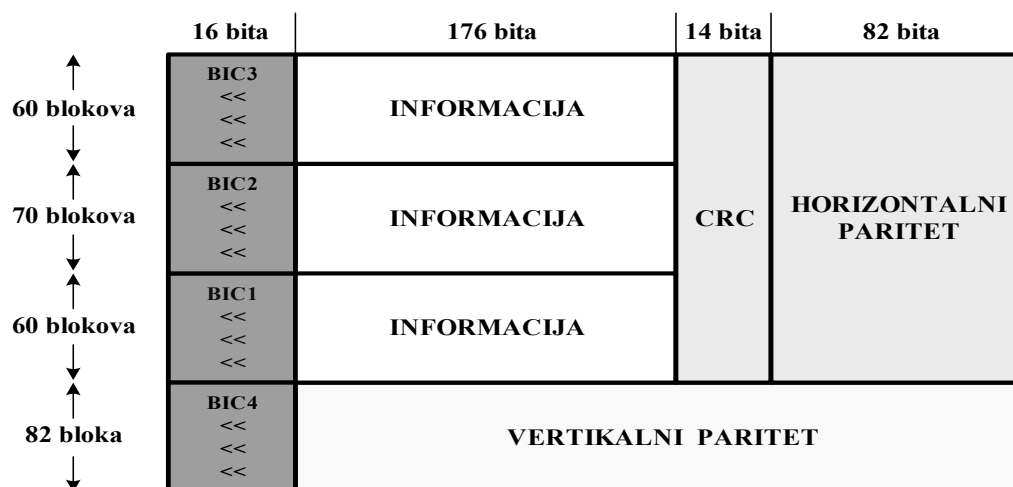 16 bita 176 bita 14 bita 82 bita
BIC3
<<
<<
<<
60 blokova
INFORMACIJA
BIC2
<<
<<
<<
70 blokova
INFORMACIJA
CRC
HORIZONTALNI
PARITET
BIC1
<<
<<
<<
60 blokova
INFORMACIJA
BIC4
<<
<<
<<
82 bloka
VERTIKALNI PARITET